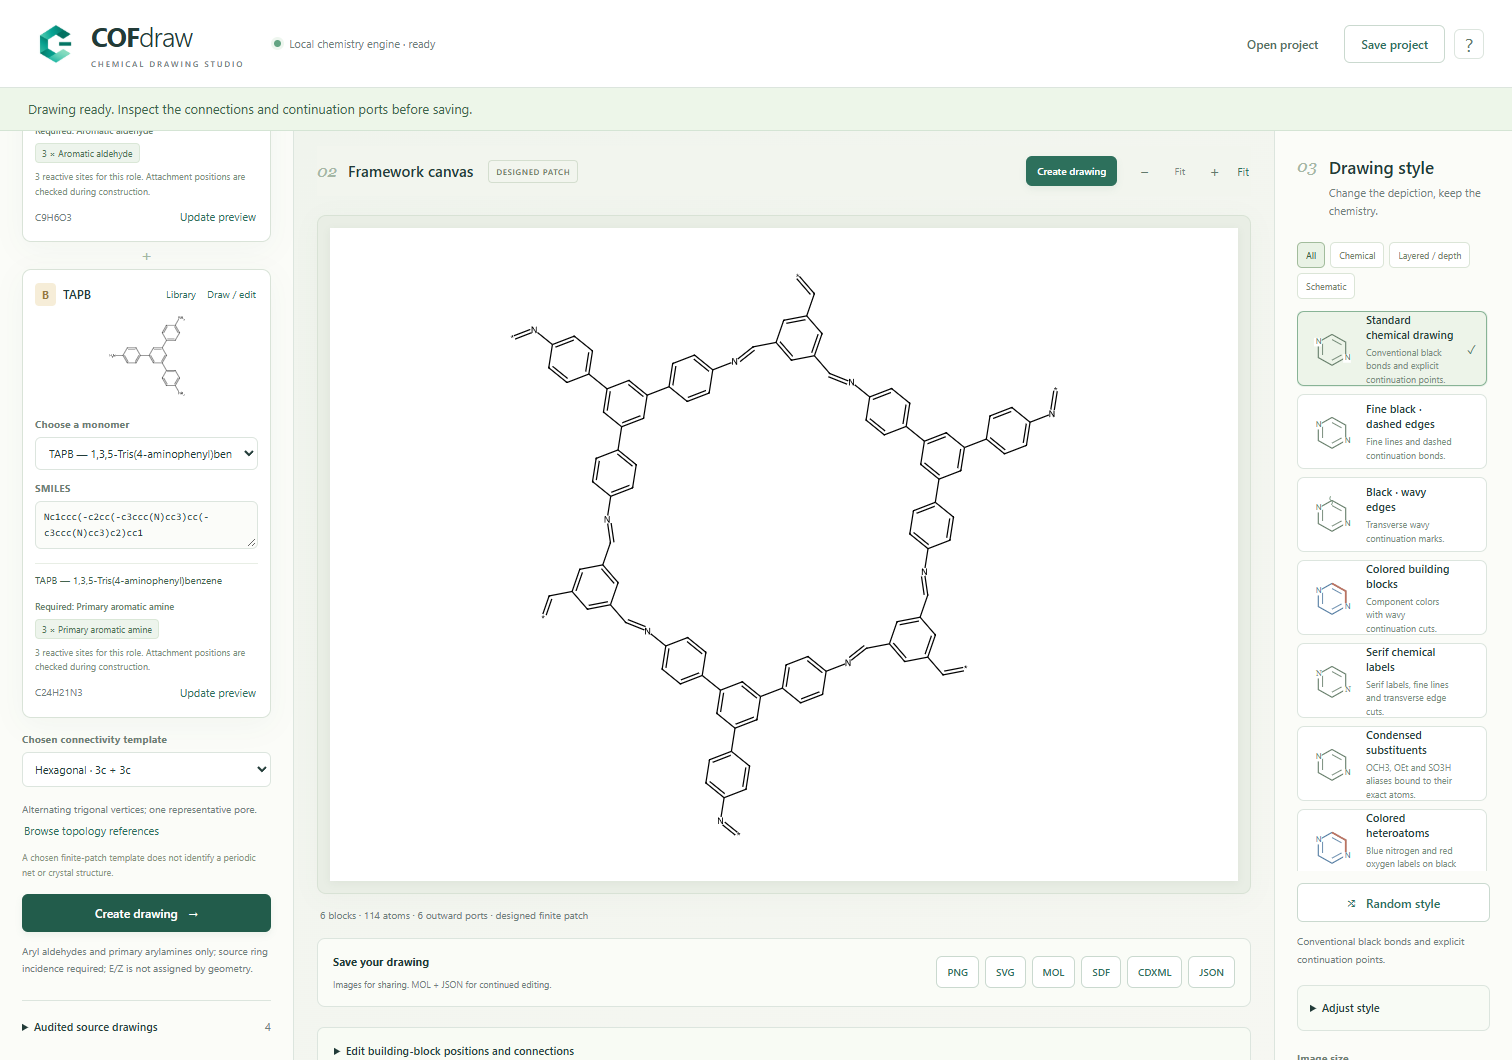 COFdraw
CHEMICAL DRAWING STUDIO
Local chemistry engine · ready
Open project
Save project
?
Drawing ready. Inspect the connections and continuation ports before saving.
Required: Aromatic aldehyde
3 × Aromatic aldehyde
3 reactive sites for this role. Attachment positions are
checked during construction.
C9H6O3
Update preview
+
B
TAPB
Library
Draw / edit
Choose a monomer
TAPB — 1,3,5-Tris(4-aminophenyl)ben
SMILES
Nc1ccc(-c2cc(-c3ccc(N)cc3)cc(-
c3ccc(N)cc3)c2)cc1
TAPB — 1,3,5-Tris(4-aminophenyl)benzene
Required: Primary aromatic amine
3 × Primary aromatic amine
3 reactive sites for this role. Attachment positions are
checked during construction.
C24H21N3
Update preview
Chosen connectivity template
Hexagonal · 3c + 3c
Alternating trigonal vertices; one representative pore.
Browse topology references
A chosen finite-patch template does not identify a periodic
net or crystal structure.
Create drawing →
Aryl aldehydes and primary arylamines only; source ring
incidence required; E/Z is not assigned by geometry.
▶ Audited source drawings
4
02 Framework canvas
DESIGNED PATCH
Create drawing
−
Fit
+
Fit
N
N
N
N
N
N
N
N
N
6 blocks · 114 atoms · 6 outward ports · designed finite patch
Save your drawing
Images for sharing. MOL + JSON for continued editing.
PNG
SVG
MOL
SDF
CDXML
JSON
▶ Edit building-block positions and connections
03 Drawing style
Change the depiction, keep the
chemistry.
All
Chemical
Layered / depth
Schematic
N
N
Standard
chemical drawing
Conventional black
bonds and explicit
continuation points.
✓
N
N
Fine black ·
dashed edges
Fine lines and dashed
continuation bonds.
N
N
Black · wavy
edges
Transverse wavy
continuation marks.
N
N
Colored building
blocks
Component colors
with wavy
continuation cuts.
N
N
Serif chemical
labels
Serif labels, fine lines
and transverse edge
cuts.
N
N
Condensed
substituents
OCH3, OEt and SO3H
aliases bound to their
exact atoms.
N
N
Colored
heteroatoms
Blue nitrogen and red
oxygen labels on black
Random style
Conventional black bonds and explicit
continuation points.
▶ Adjust style
Image size